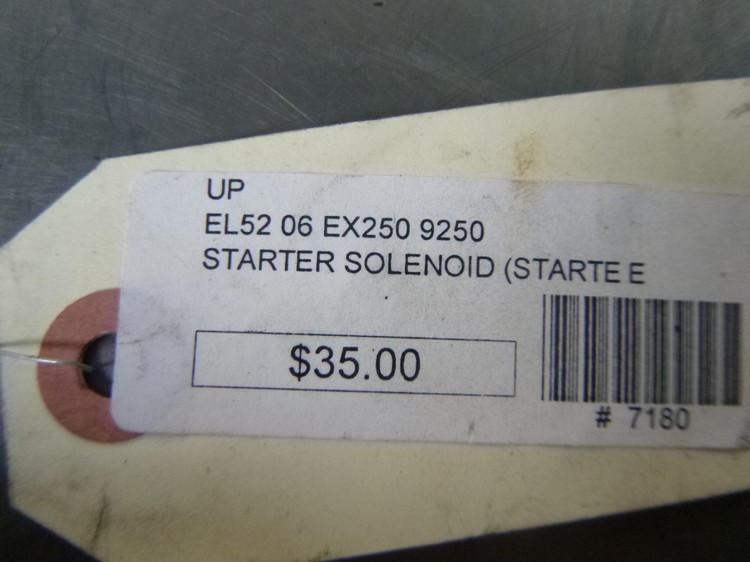 UP
EL52 06 EX250 9250
STARTER SOLENOID (STARTE E
$35.00
# 7180